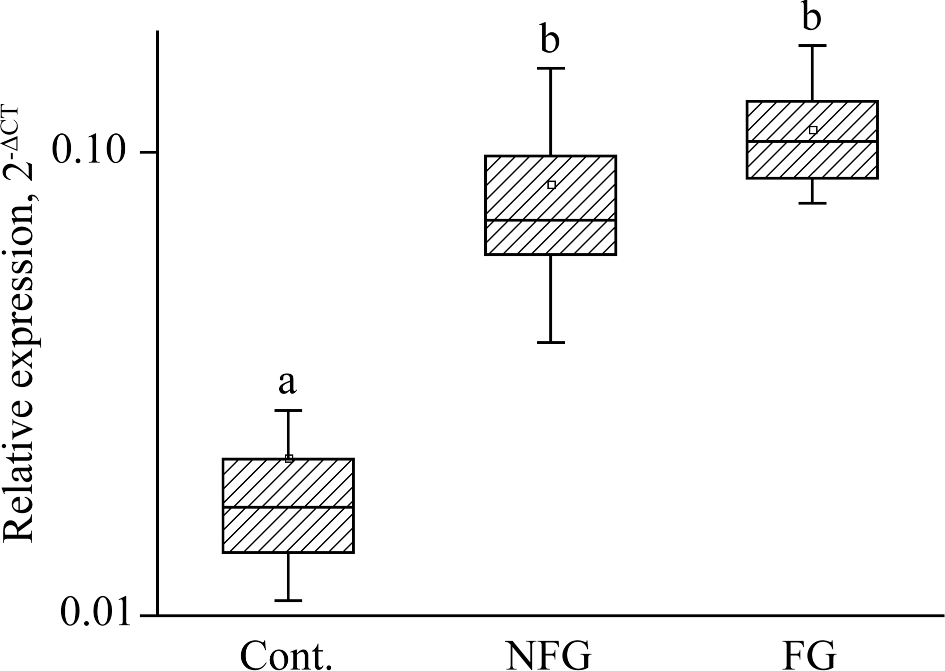 b
b
0.10
a
0.01
Cont.
NFG
FG
Relative expression, 2-ΔCT